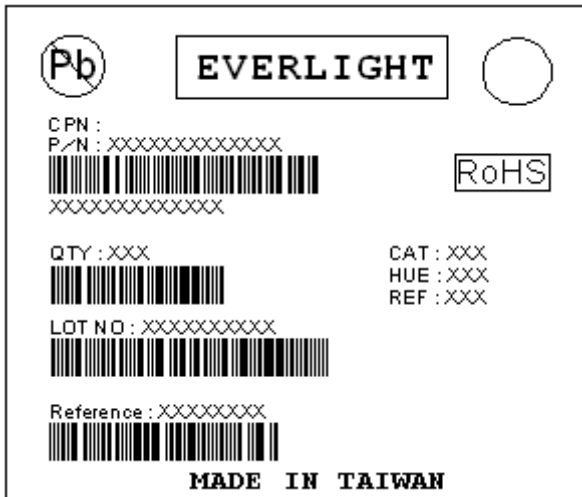 Pb
EVERLIGHT
CPN :
P/N : XXXXXXXXXXXXX
RoHS
XXXXXXXXXXXXX
QTY : XXX
CAT : XXX
HUE : XXX
REF : XXX
LOT NO : XXXXXXXXXX
Reference : XXXXXXXX
MADE IN TAIWAN